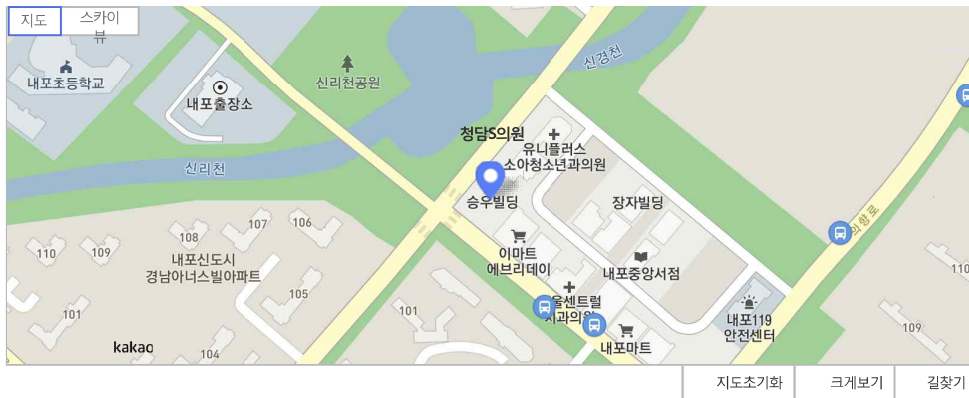 지도
스카이
뷰
내포초등학교
내포출장소
신리천공원
신경천
신리천
청담S의원
유니플러스
소아청소년과의원
승우빌딩
장자빌딩
이마트
에브리데이
내포중앙서점
내포신도시
경남아너스빌아파트
110
109
108
107
106
105
101
104
101
울센트럴
치과의원
내포마트
내포119
안전센터
의향로
110
109
kakao
지도초기화
크게보기
길찾기